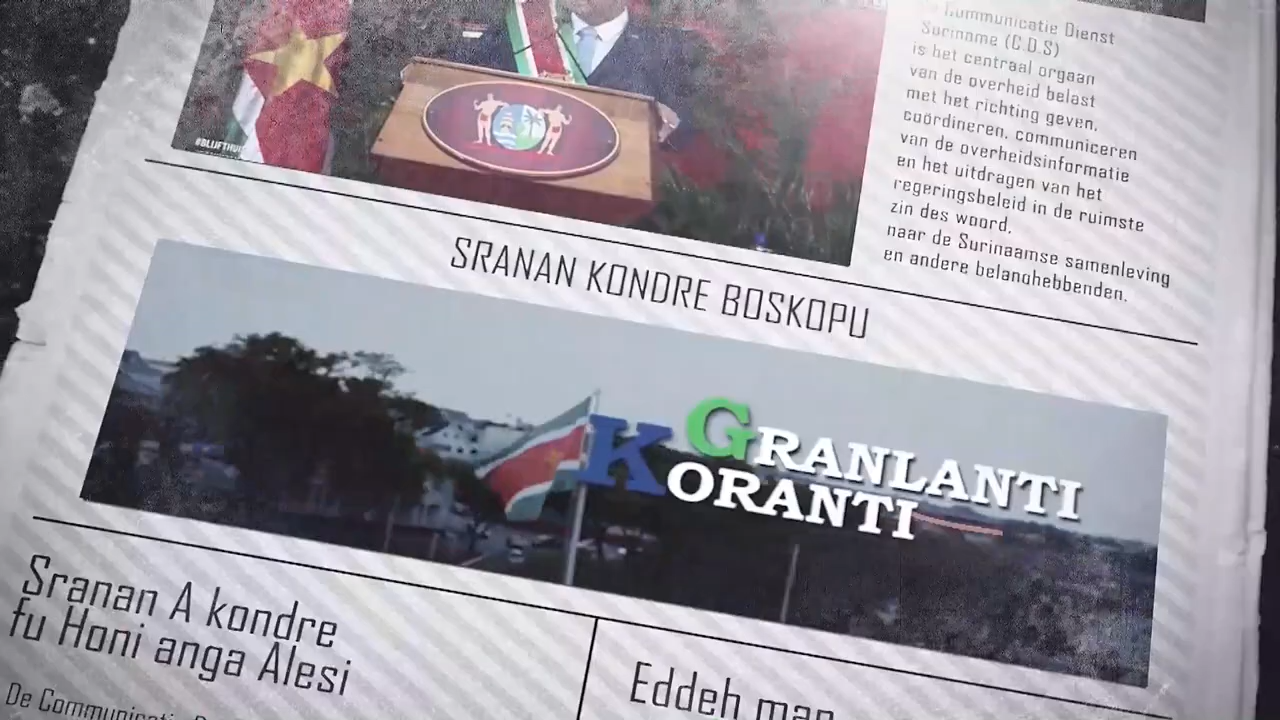 Communicatie Dienst
Suriname (C.D.S)
is het centraal orgaan
van de overheid belast
met het richting geven,
coördineren, communiceren
van de overheidsinformatie
en het uitdragen van het
regeringsbeleid in de ruimste
zin des woord,
naar de Surinaamse samenleving
en andere belanghebbenden.
SRANAN KONDRE BOSKOPU
GRANLANTI
KORANTI
Sranan A kondre
fu Honi anga Alesi
De
Eddeh man